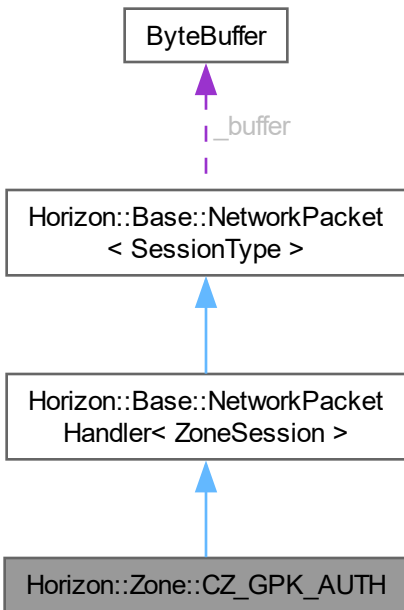 ByteBuffer
_buffer
Horizon::Base::NetworkPacket
< SessionType >
Horizon::Base::NetworkPacket
Handler< ZoneSession >
Horizon::Zone::CZ_GPK_AUTH